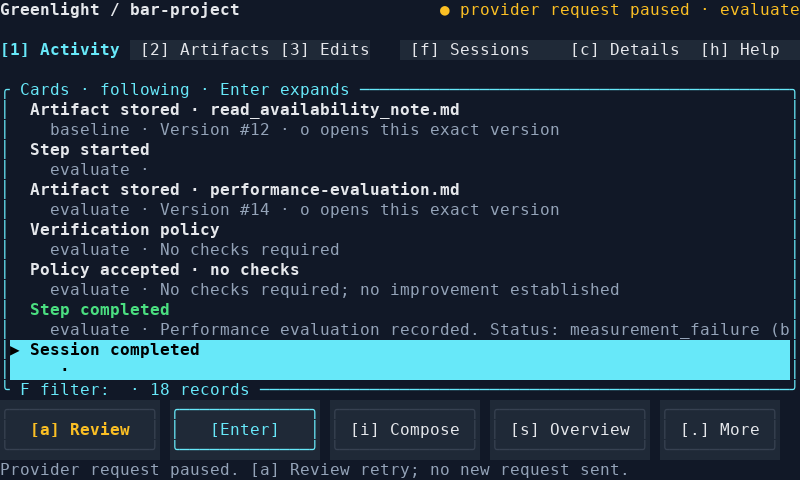 Greenlight / bar-project ● provider request paused · evaluate
[1] Activity [2] Artifacts [3] Edits [f] Sessions [c] Details [h] Help
Cards · following · Enter expands
Artifact stored · read_availability_note.md
baseline · Version #12 · o opens this exact version
Step started
evaluate ·
Artifact stored · performance-evaluation.md
evaluate · Version #14 · o opens this exact version
Verification policy
evaluate · No checks required
Policy accepted · no checks
evaluate · No checks required; no improvement established
Step completed
evaluate · Performance evaluation recorded. Status: measurement_failure (b
▶ Session completed
·
F filter: · 18 records
[a] Review [Enter] [i] Compose [s] Overview [.] More
Provider request paused. [a] Review retry; no new request sent.